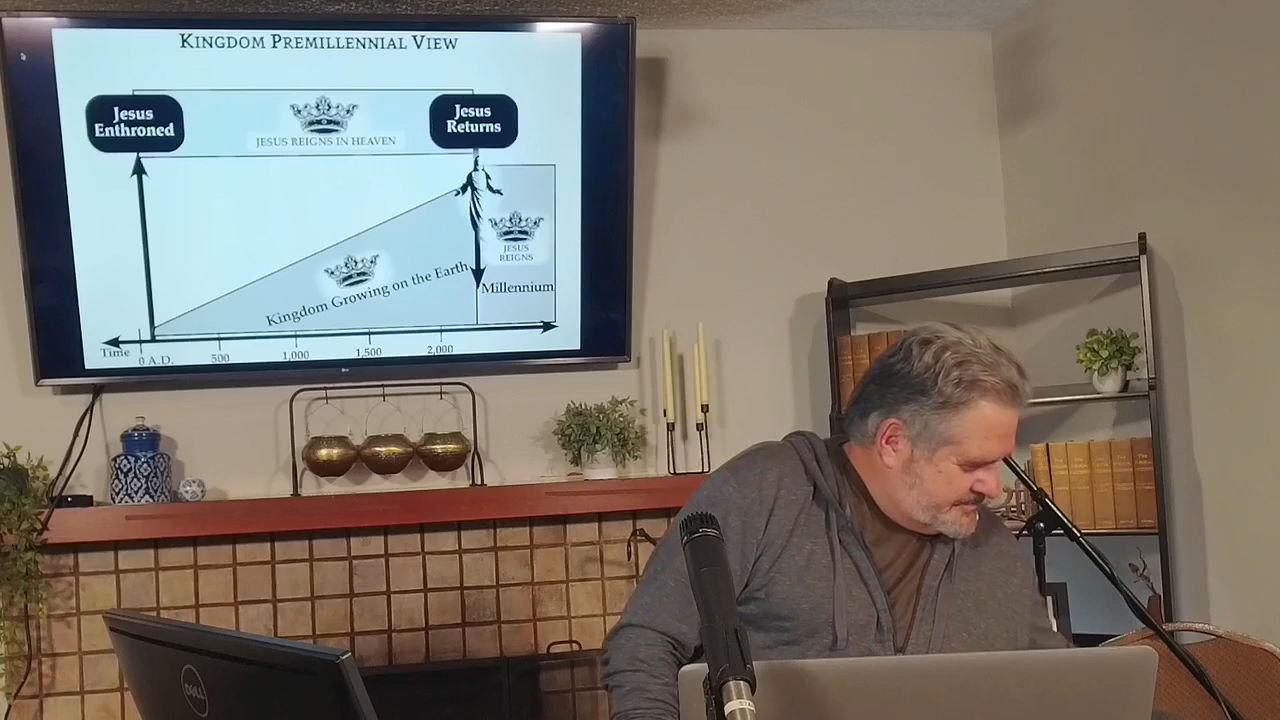 KINGDOM PREMILLENNIAL VIEW
Jesus
Enthroned
JESUS REIGNS IN HEAVEN
Jesus
Returns
JESUS
REIGNS
Kingdom Growing on the Earth
Millennium
Time
0 A.D.
500
1,000
1,500
2,000
LG
DELL